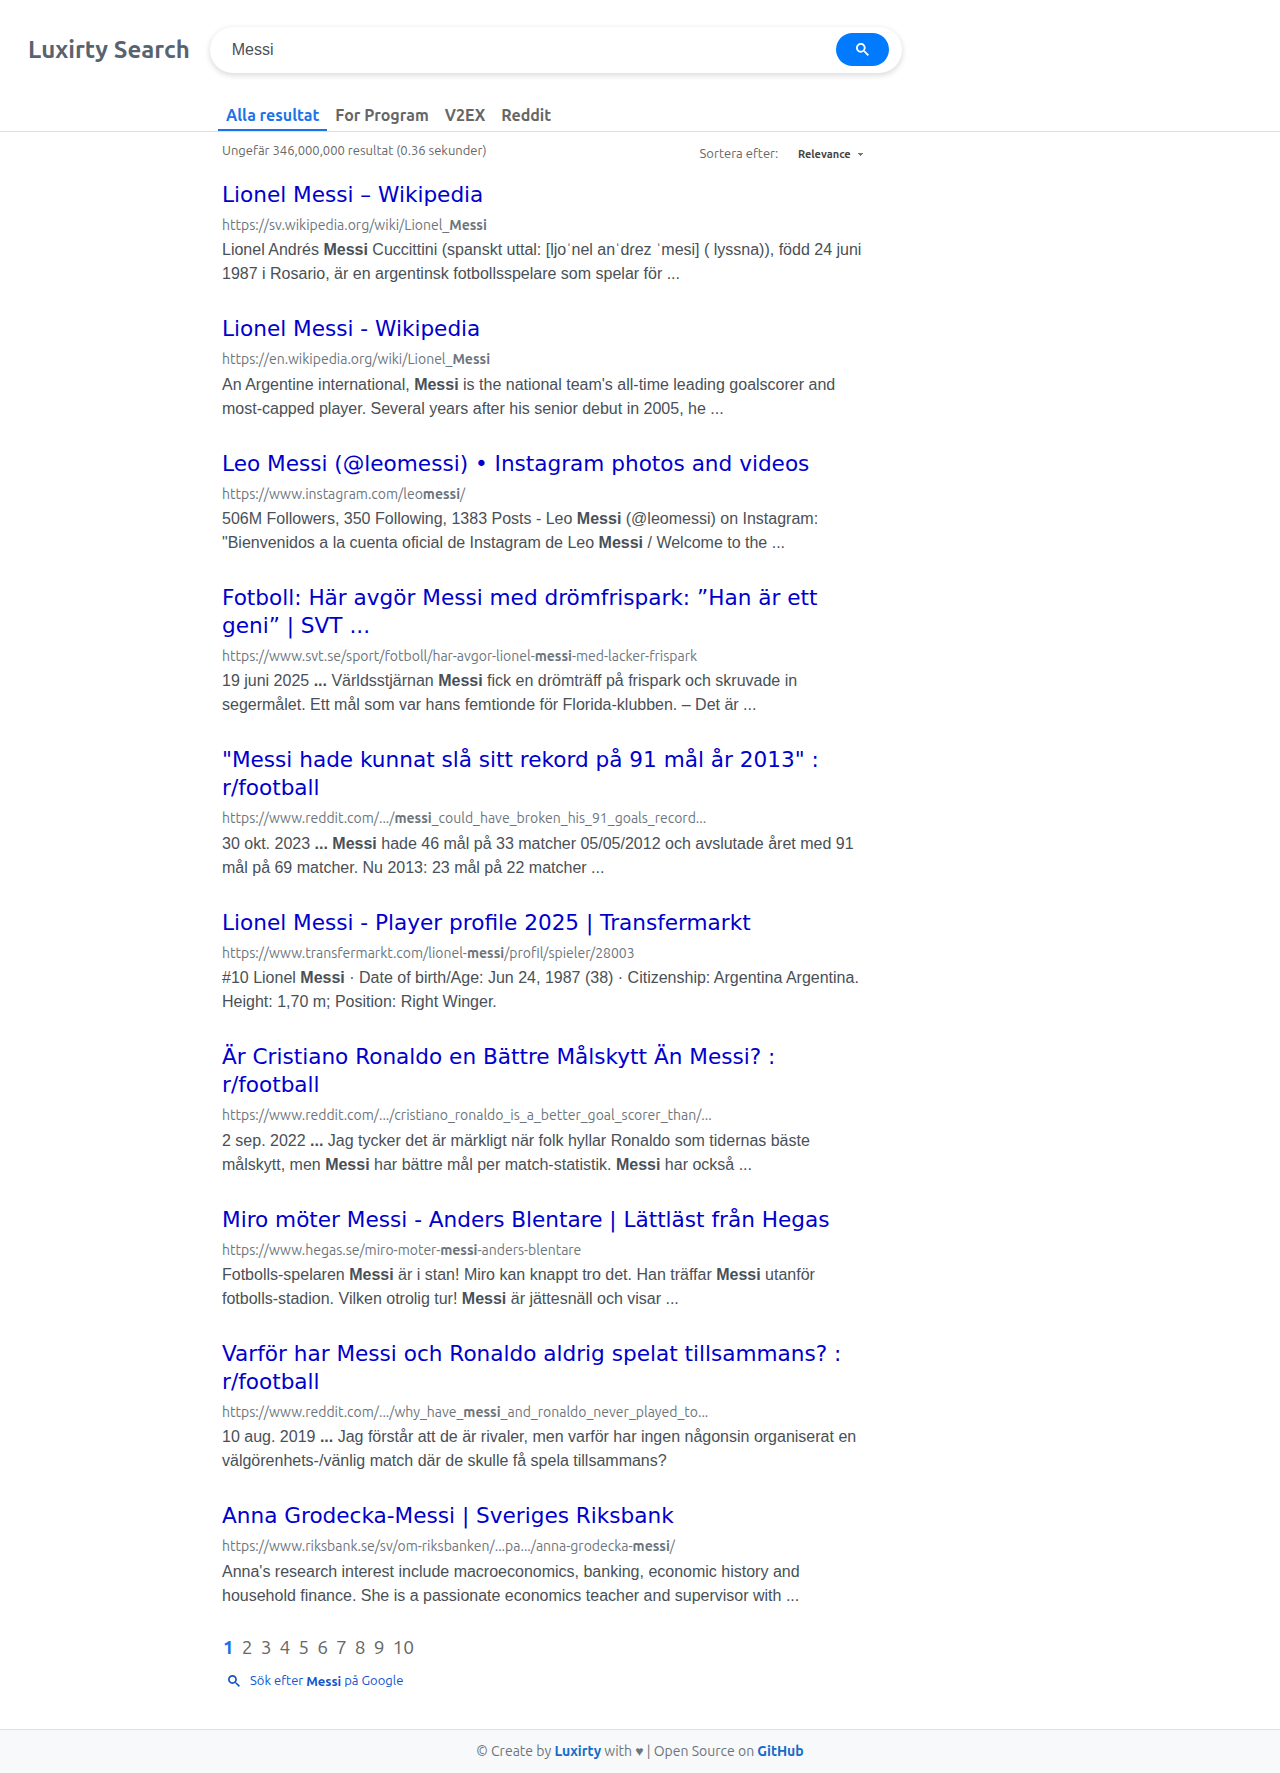 Luxirty Search
Messi
Alla resultat For Program V2EX Reddit
Ungefär 346,000,000 resultat (0.36 sekunder)
Sortera efter: Relevance
Lionel Messi – Wikipedia
https://sv.wikipedia.org/wiki/Lionel_Messi
Lionel Andrés Messi Cuccittini (spanskt uttal: [ljoˈnel anˈdɾez ˈmesi] ( lyssna)), född 24 juni
1987 i Rosario, är en argentinsk fotbollsspelare som spelar för ...
Lionel Messi - Wikipedia
https://en.wikipedia.org/wiki/Lionel_Messi
An Argentine international, Messi is the national team's all-time leading goalscorer and
most-capped player. Several years after his senior debut in 2005, he ...
Leo Messi (@leomessi) • Instagram photos and videos
https://www.instagram.com/leomessi/
506M Followers, 350 Following, 1383 Posts - Leo Messi (@leomessi) on Instagram:
"Bienvenidos a la cuenta oficial de Instagram de Leo Messi / Welcome to the ...
Fotboll: Här avgör Messi med drömfrispark: ”Han är ett
geni” | SVT ...
https://www.svt.se/sport/fotboll/har-avgor-lionel-messi-med-lacker-frispark
19 juni 2025 ... Världsstjärnan Messi fick en drömträff på frispark och skruvade in
segermålet. Ett mål som var hans femtionde för Florida-klubben. – Det är ...
"Messi hade kunnat slå sitt rekord på 91 mål år 2013" :
r/football
https://www.reddit.com/.../messi_could_have_broken_his_91_goals_record...
30 okt. 2023 ... Messi hade 46 mål på 33 matcher 05/05/2012 och avslutade året med 91
mål på 69 matcher. Nu 2013: 23 mål på 22 matcher ...
Lionel Messi - Player profile 2025 | Transfermarkt
https://www.transfermarkt.com/lionel-messi/profil/spieler/28003
#10 Lionel Messi · Date of birth/Age: Jun 24, 1987 (38) · Citizenship: Argentina Argentina.
Height: 1,70 m; Position: Right Winger.
Är Cristiano Ronaldo en Bättre Målskytt Än Messi? :
r/football
https://www.reddit.com/.../cristiano_ronaldo_is_a_better_goal_scorer_than/...
2 sep. 2022 ... Jag tycker det är märkligt när folk hyllar Ronaldo som tidernas bäste
målskytt, men Messi har bättre mål per match-statistik. Messi har också ...
Miro möter Messi - Anders Blentare | Lättläst från Hegas
https://www.hegas.se/miro-moter-messi-anders-blentare
Fotbolls-spelaren Messi är i stan! Miro kan knappt tro det. Han träffar Messi utanför
fotbolls-stadion. Vilken otrolig tur! Messi är jättesnäll och visar ...
Varför har Messi och Ronaldo aldrig spelat tillsammans? :
r/football
https://www.reddit.com/.../why_have_messi_and_ronaldo_never_played_to...
10 aug. 2019 ... Jag förstår att de är rivaler, men varför har ingen någonsin organiserat en
välgörenhets-/vänlig match där de skulle få spela tillsammans?
Anna Grodecka-Messi | Sveriges Riksbank
https://www.riksbank.se/sv/om-riksbanken/...pa.../anna-grodecka-messi/
Anna's research interest include macroeconomics, banking, economic history and
household finance. She is a passionate economics teacher and supervisor with ...
1 2 3 4 5 6 7 8 9 10
Sök efter Messi på Google
© Create by Luxirty with ♥ | Open Source on GitHub